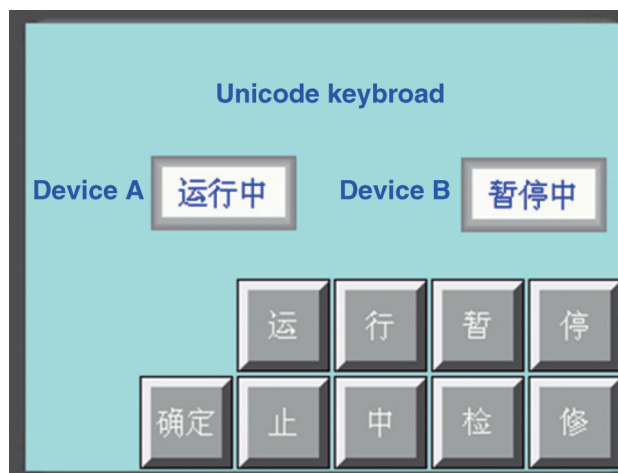 Unicode keybroad
Device A 运行中 Device B 暂停中
运 行 暂 停
确定 止 中 检 修